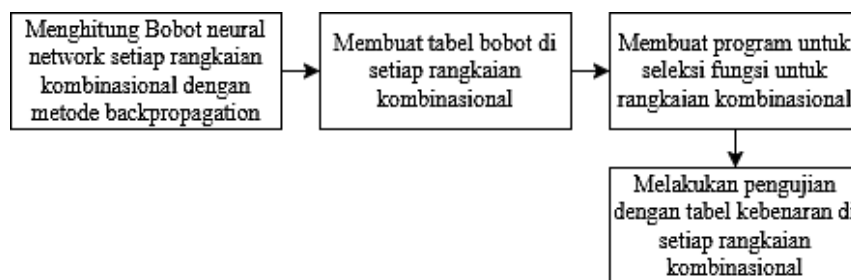 Menghitung Bobot neural
network setiap rangkaian
kombinasional dengan
metode backpropagation
Membuat tabel bobot di
setiap rangkaian
kombinasional
Membuat program untuk
seleksi fungsi untuk
rangkaian kombinasional
Melakukan pengujian
dengan tabel kebenaran di
setiap rangkaian
kombinasional